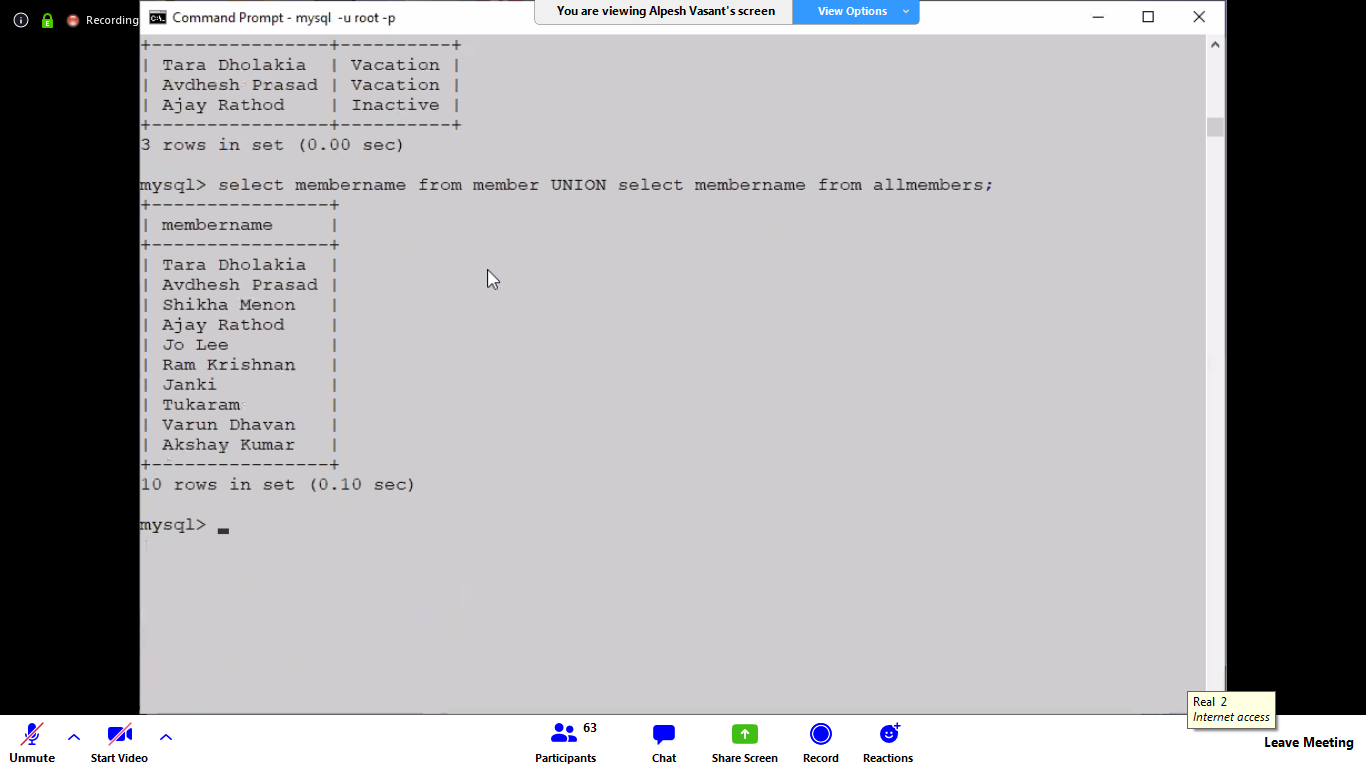 Recording
Command Prompt - mysql -u root -p
You are viewing Alpesh Vasant's screen
View Options
+----------------+----------+
| Tara Dholakia  | Vacation |
| Avdhesh Prasad | Vacation |
| Ajay Rathod    | Inactive |
+----------------+----------+
3 rows in set (0.00 sec)
mysql> select membername from member UNION select membername from allmembers;
+----------------+
| membername     |
+----------------+
| Tara Dholakia  |
| Avdhesh Prasad |
| Shikha Menon   |
| Ajay Rathod    |
| Jo Lee         |
| Ram Krishnan   |
| Janki          |
| Tukaram        |
| Varun Dhavan   |
| Akshay Kumar   |
+----------------+
10 rows in set (0.10 sec)
mysql>
Real 2
Internet access
Unmute
Start Video
63
Participants
Chat
Share Screen
Record
Reactions
Leave Meeting